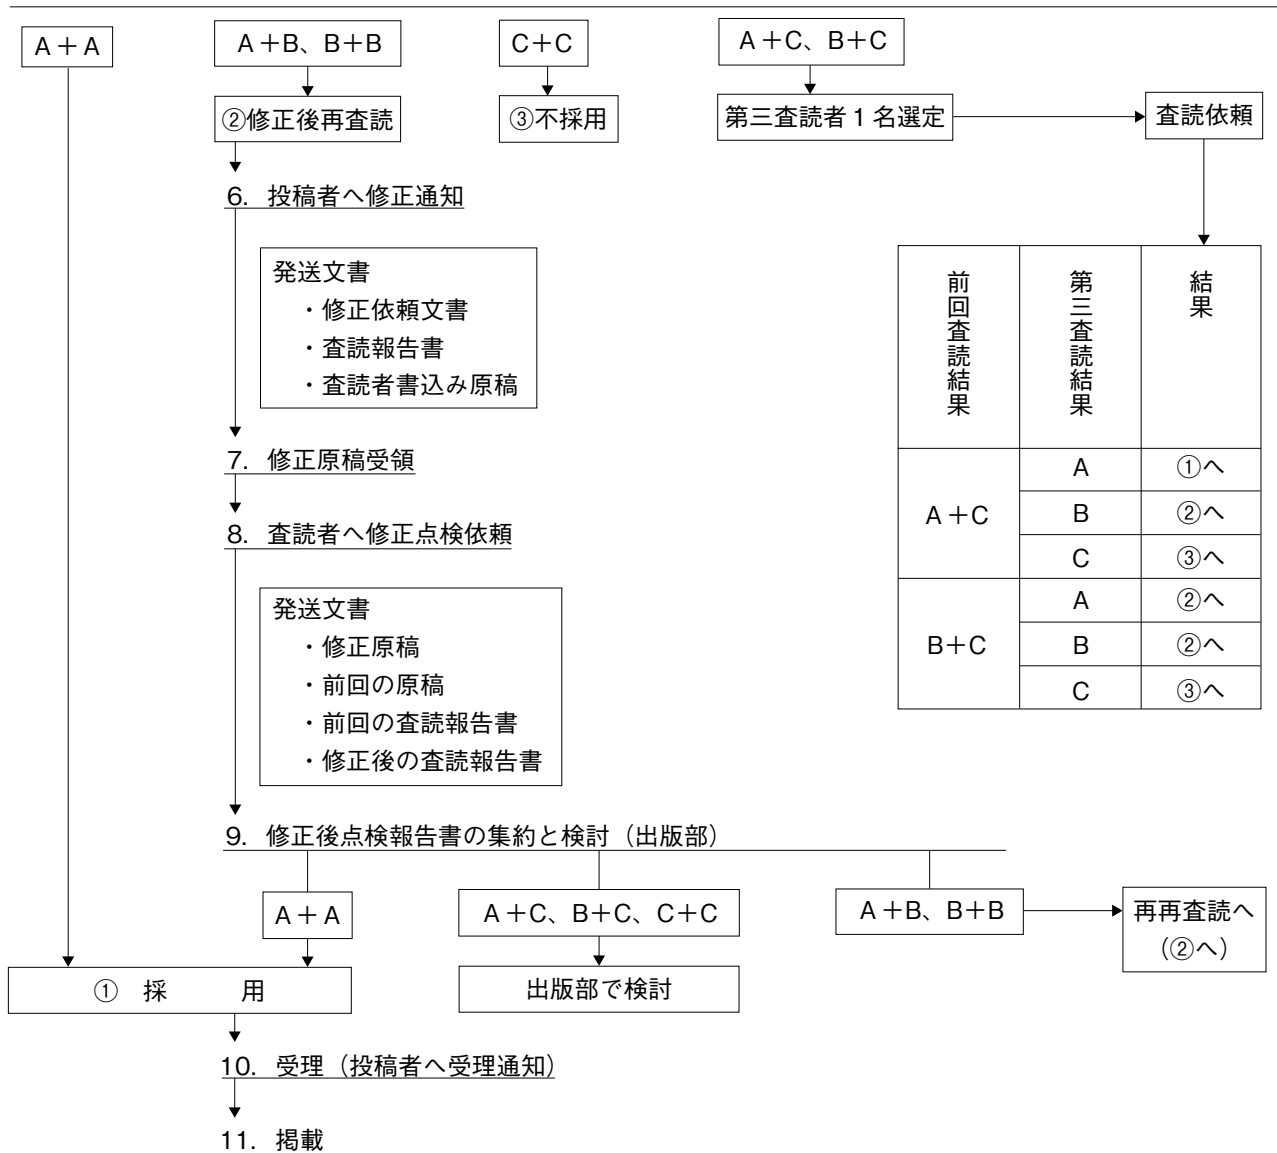 A＋A
A＋B、B＋B
C＋C
A＋C、B＋C
②修正後再査読
③不採用
第三査読者1名選定
査読依頼
6. 投稿者へ修正通知
発送文書
・修正依頼文書
・査読報告書
・査読者書込み原稿
前回査読結果
第三査読結果
結果
A＋C
A
①へ
B
②へ
C
③へ
B＋C
A
②へ
B
②へ
C
③へ
7. 修正原稿受領
8. 査読者へ修正点検依頼
発送文書
・修正原稿
・前回の原稿
・前回の査読報告書
・修正後の査読報告書
9. 修正後点検報告書の集約と検討（出版部）
A＋A
A＋C、B＋C、C＋C
A＋B、B＋B
再再査読へ
（②へ）
① 採 用
出版部で検討
10. 受理（投稿者へ受理通知）
11. 掲載